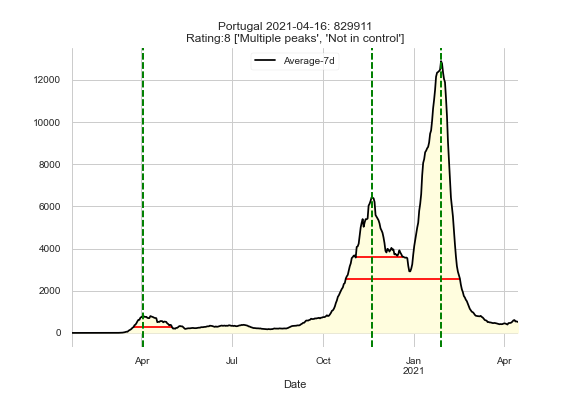 Portugal 2021-04-16: 829911
Rating:8 ['Multiple peaks', 'Not in control']
Average-7d
12000
10000
8000
6000
4000
2000
0
Apr Jul Oct Jan Apr
2021
Date